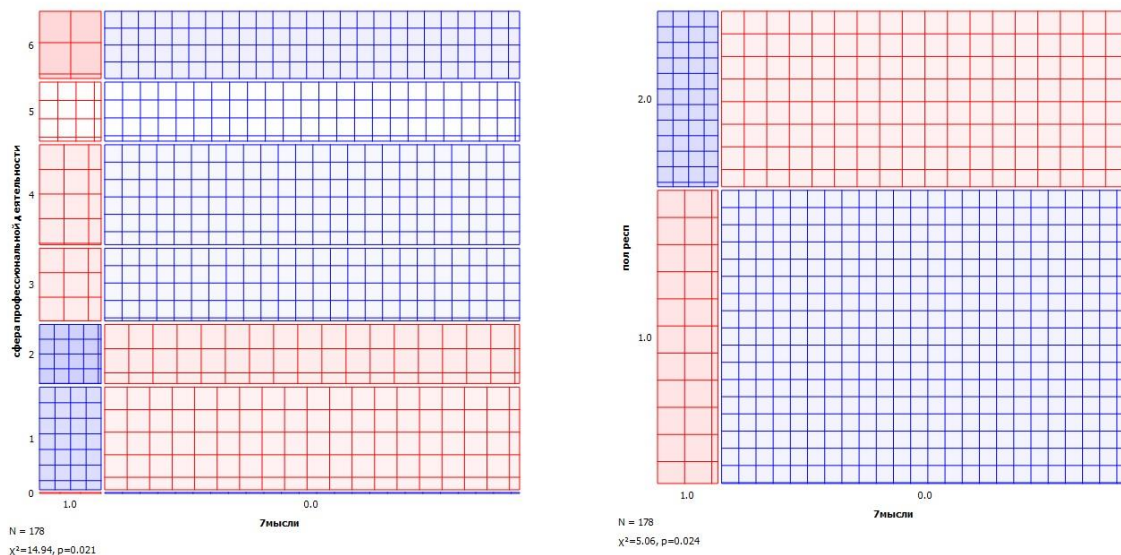 6
5
4
3
2
1
0
сфера профессиональной деятельности
1.0
0.0
7мысли
N = 178
χ²=14.94, p=0.021
2.0
1.0
пол респ
1.0
0.0
7мысли
N = 178
χ²=5.06, p=0.024